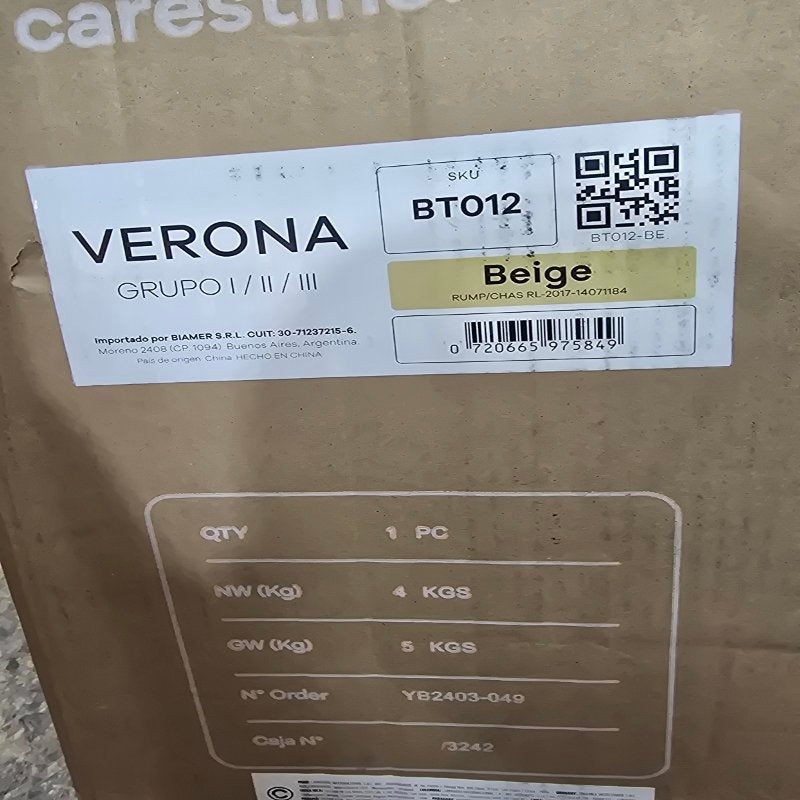 carestino
VERONA
GRUPO I / II / III
Importado por BIAMER S.R.L. CUIT: 30-71237215-6.
Moreno 2408 (CP. 1094). Buenos Aires, Argentina.
País de origen: China. HECHO EN CHINA
SKU
BT012
BT012-BE
Beige
RUMP/CHAS RL-2017-14071184
0 720665 975849
QTY 1 PC
NW (Kg) 4 KGS
GW (Kg) 5 KGS
N° Order YB2403-049
Caja N° /3242